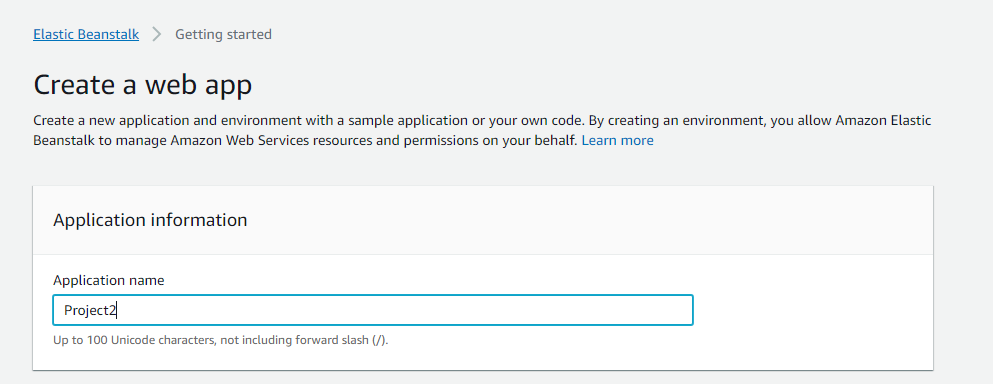 Elastic Beanstalk > Getting started
Create a web app
Create a new application and environment with a sample application or your own code. By creating an environment, you allow Amazon Elastic
Beanstalk to manage Amazon Web Services resources and permissions on your behalf. Learn more
Application information
Application name
Project2
Up to 100 Unicode characters, not including forward slash (/).